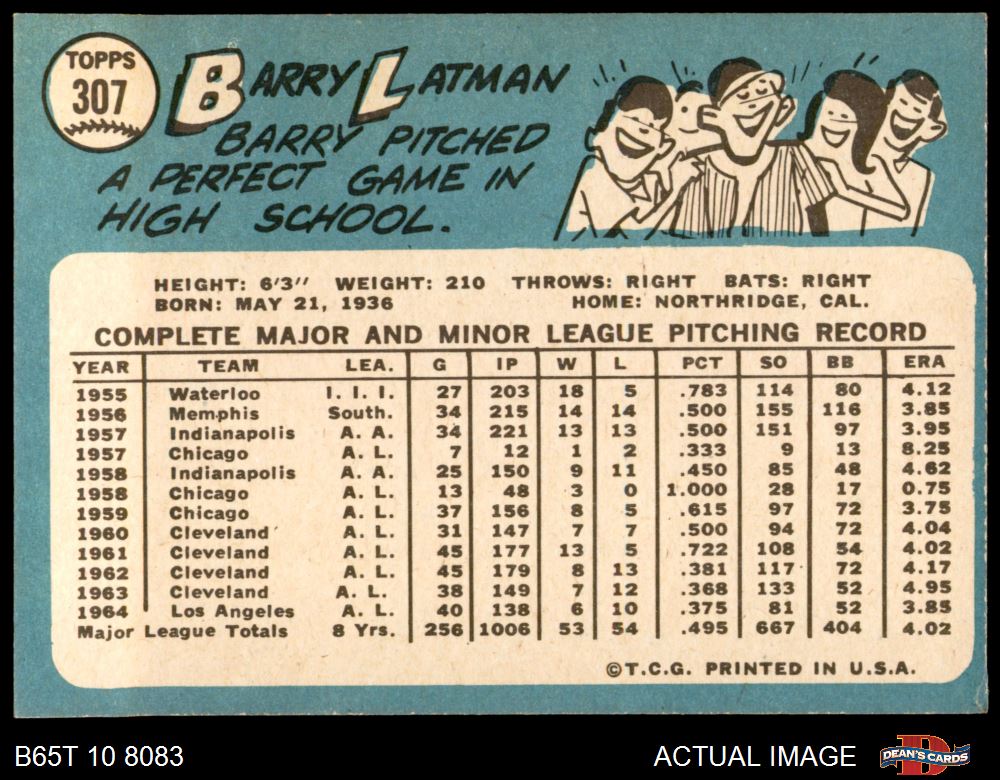 TOPPS
307
BARRY LATMAN
BARRY PITCHED
A PERFECT GAME IN
HIGH SCHOOL.
HEIGHT: 6'3" WEIGHT: 210 THROWS: RIGHT BATS: RIGHT
BORN: MAY 21, 1936 HOME: NORTHRIDGE, CAL.
COMPLETE MAJOR AND MINOR LEAGUE PITCHING RECORD
YEAR TEAM LEA. G IP W L PCT SO BB ERA
1955 Waterloo I. I. I. 27 203 18 5 .783 114 80 4.12
1956 Memphis South. 34 215 14 14 .500 155 116 3.85
1957 Indianapolis A. A. 34 221 13 13 .500 151 97 3.95
1957 Chicago A. L. 7 12 1 2 .333 9 13 8.25
1958 Indianapolis A. A. 25 150 9 11 .450 85 48 4.62
1958 Chicago A. L. 13 48 3 0 1.000 28 17 0.75
1959 Chicago A. L. 37 156 8 5 .615 97 72 3.75
1960 Cleveland A. L. 31 147 7 7 .500 94 72 4.04
1961 Cleveland A. L. 45 177 13 5 .722 108 54 4.02
1962 Cleveland A. L. 45 179 8 13 .381 117 72 4.17
1963 Cleveland A. L. 38 149 7 12 .368 133 52 4.95
1964 Los Angeles A. L. 40 138 6 10 .375 81 52 3.85
Major League Totals 8 Yrs. 256 1006 53 54 .495 667 404 4.02
©T.C.G. PRINTED IN U.S.A.
B65T 10 8083 ACTUAL IMAGE DEAN'S CARDS